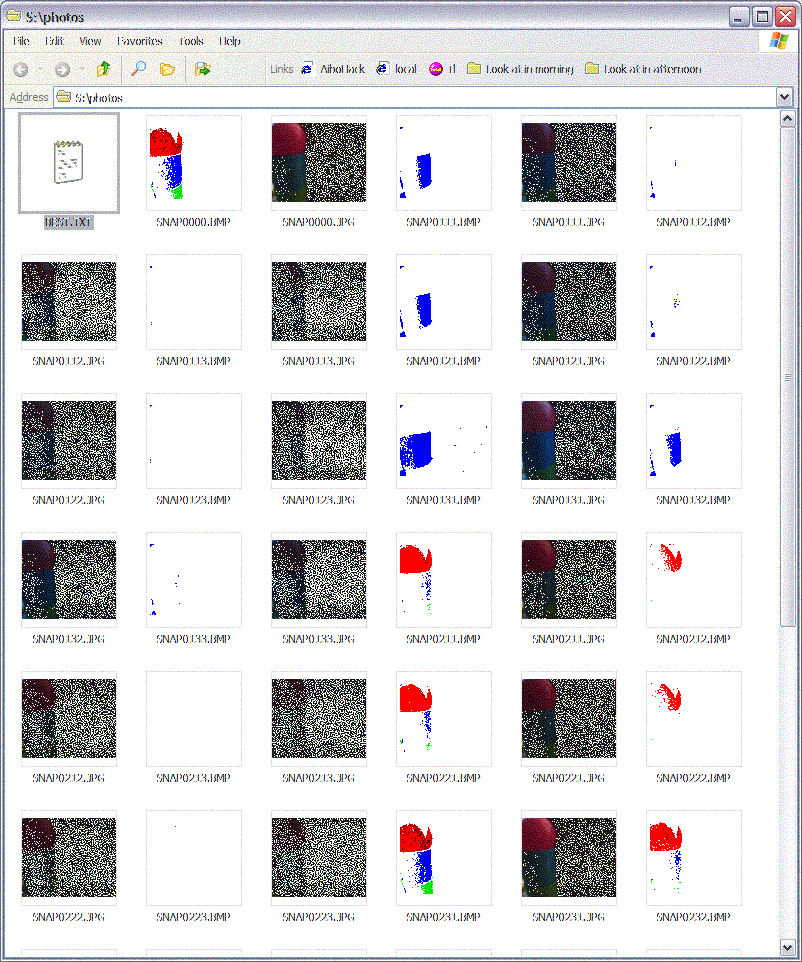 S:\photos
File Edit View Favorites Tools Help
Links AiboHack local Tl Look at in morning Look at in afternoon
Address S:\photos
BEST.TXT SNAP0000.BMP SNAP0000.JPG SNAP0111.BMP SNAP0111.JPG SNAP0112.BMP
SNAP0112.JPG SNAP0113.BMP SNAP0113.JPG SNAP0121.BMP SNAP0121.JPG SNAP0122.BMP
SNAP0122.JPG SNAP0123.BMP SNAP0123.JPG SNAP0131.BMP SNAP0131.JPG SNAP0132.BMP
SNAP0132.JPG SNAP0133.BMP SNAP0133.JPG SNAP0211.BMP SNAP0211.JPG SNAP0212.BMP
SNAP0212.JPG SNAP0213.BMP SNAP0213.JPG SNAP0221.BMP SNAP0221.JPG SNAP0222.BMP
SNAP0222.JPG SNAP0223.BMP SNAP0223.JPG SNAP0231.BMP SNAP0231.JPG SNAP0232.BMP